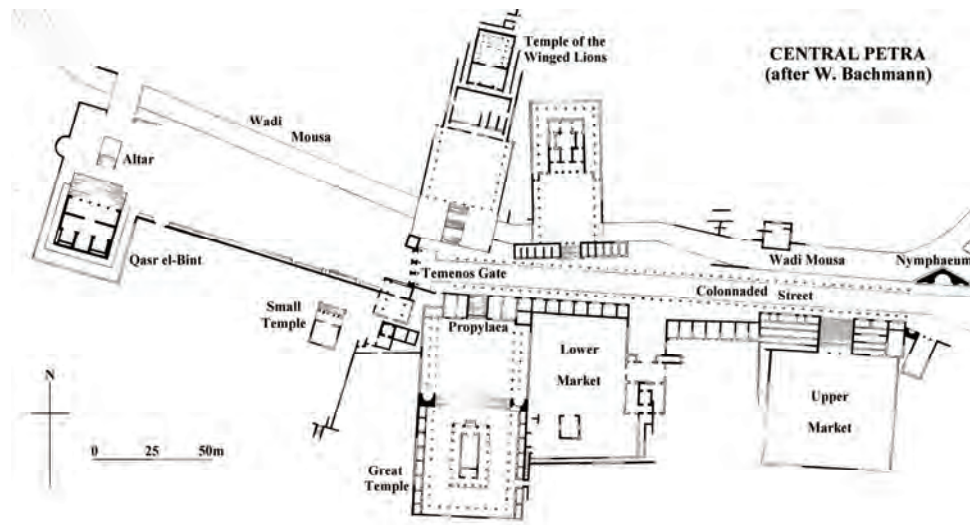 Temple of the
Winged Lions
CENTRAL PETRA
(after W. Bachmann)
Wadi
Mousa
Altar
Qasr el-Bint
Temenos Gate
Wadi Mousa
Nymphaeum
Colonnaded
Street
Small
Temple
Propylaea
Lower
Market
Upper
Market
N
0 25 50m
Great
Temple